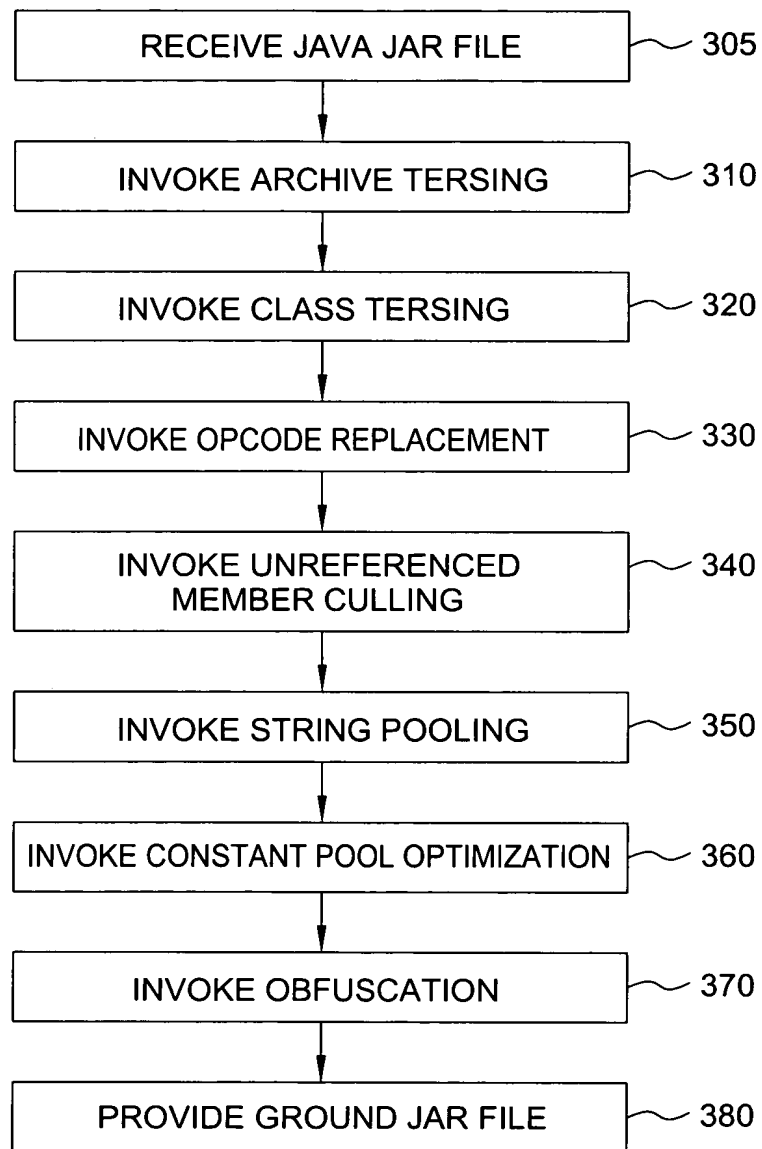 RECEIVE JAVA JAR FILE 305
INVOKE ARCHIVE TERSING 310
INVOKE CLASS TERSING 320
INVOKE OPCODE REPLACEMENT 330
INVOKE UNREFERENCED 340
MEMBER CULLING
INVOKE STRING POOLING 350
INVOKE CONSTANT POOL OPTIMIZATION 360
INVOKE OBFUSCATION 370
PROVIDE GROUND JAR FILE 380